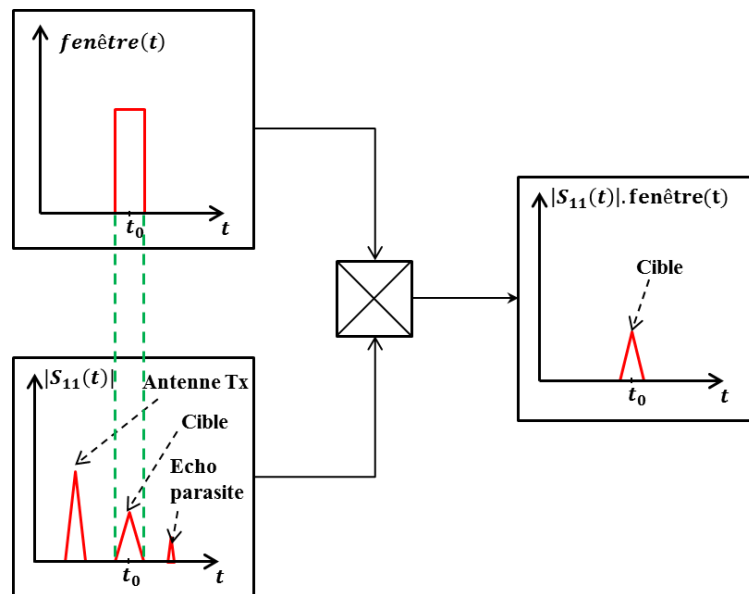 fenêtre(t)
t₀
t
|S₁₁(t)|
Antenne Tx
Cible
Echo
parasite
t₀
t
|S₁₁(t)|.fenêtre(t)
Cible
t₀
t